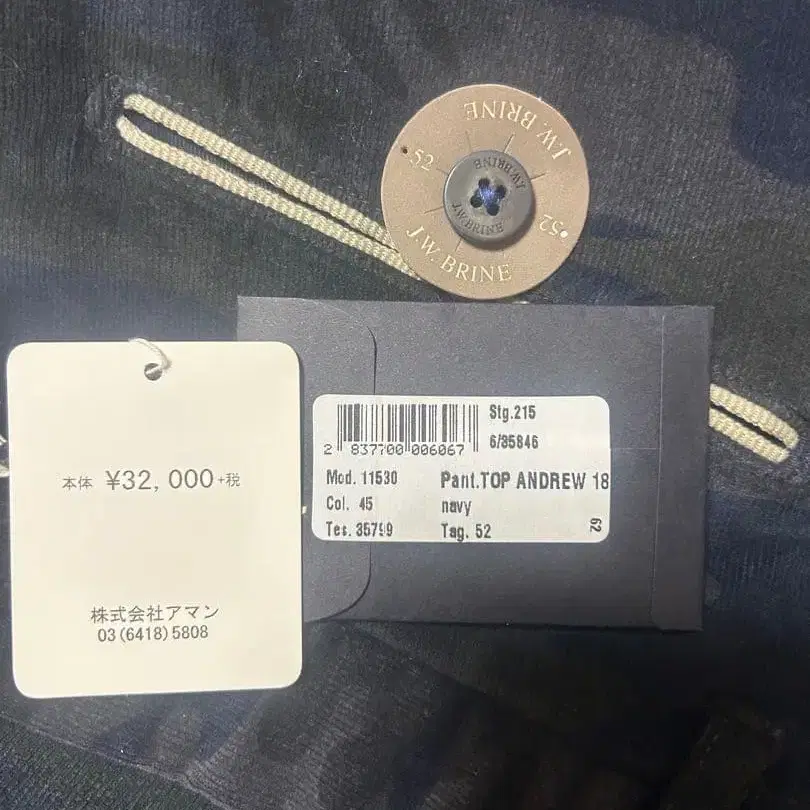 J.W. BRINE
52
J.W. BRINE
J.W. BRINE
52
J.W. BRINE
本体 ¥32,000+税
株式会社アマン
03(6418)5808
Stg.215
2 837700 006067
6/35846
Mod. 11530 Pant.TOP ANDREW 18
Col. 45 navy
Tes. 35799 Tag. 52
62